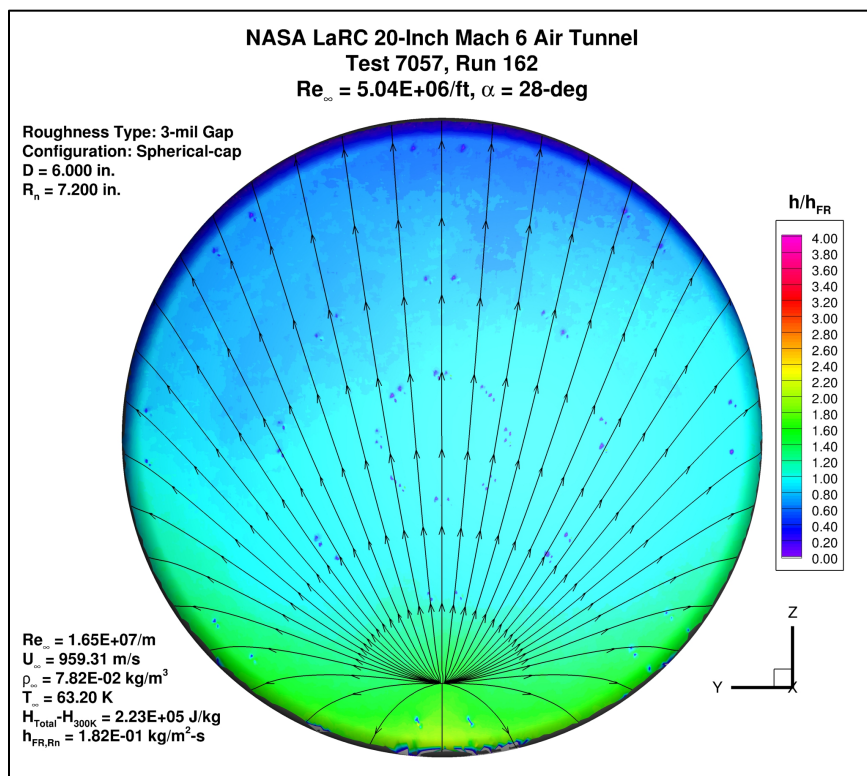 NASA LaRC 20-Inch Mach 6 Air Tunnel
Test 7057, Run 162
Re∞ = 5.04E+06/ft, α = 28-deg
Roughness Type: 3-mil Gap
Configuration: Spherical-cap
D = 6.000 in.
Rn = 7.200 in.
h/hFR
4.00
3.80
3.60
3.40
3.20
3.00
2.80
2.60
2.40
2.20
2.00
1.80
1.60
1.40
1.20
1.00
0.80
0.60
0.40
0.20
0.00
Re∞ = 1.65E+07/m
U∞ = 959.31 m/s
ρ∞ = 7.82E-02 kg/m³
T∞ = 63.20 K
HTotal-H300K = 2.23E+05 J/kg
hFR,Rn = 1.82E-01 kg/m²-s
Z
Y
X